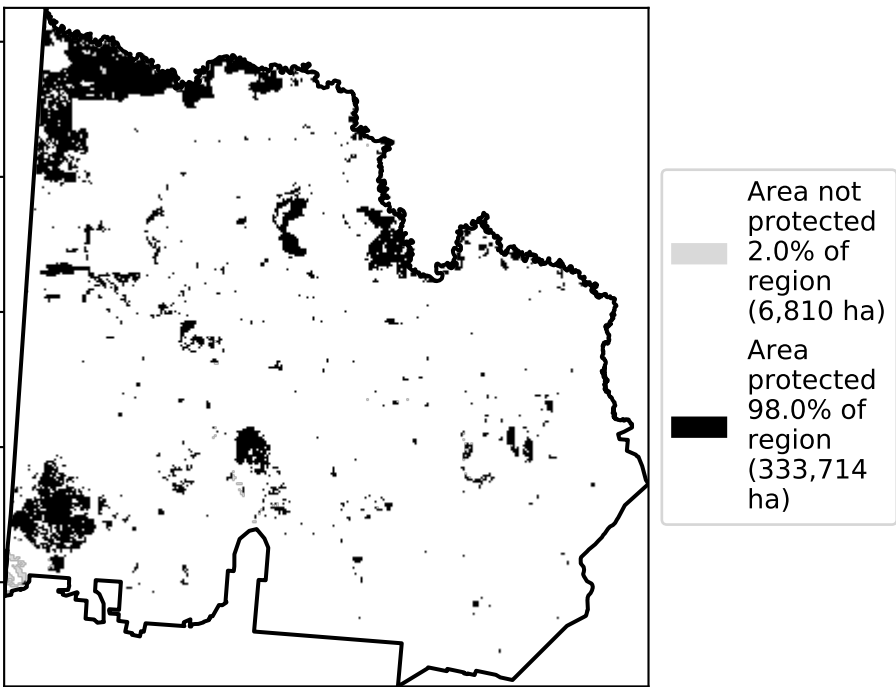 Area not
protected
2.0% of
region
(6,810 ha)
Area
protected
98.0% of
region
(333,714
ha)